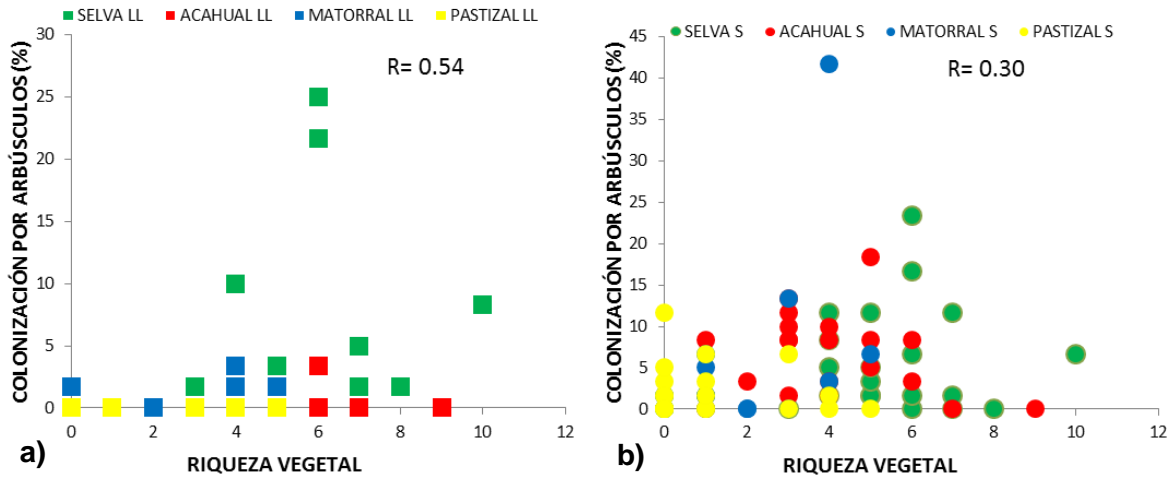 SELVA LL ACAHUAL LL MATORRAL LL PASTIZAL LL
R= 0.54
COLONIZACIÓN POR ARBÚSCULOS (%)
30
25
20
15
10
5
0
0 2 4 6 8 10 12
RIQUEZA VEGETAL
a)
SELVA S ACAHUAL S MATORRAL S PASTIZAL S
R= 0.30
COLONIZACIÓN POR ARBÚSCULOS (%)
45
40
35
30
25
20
15
10
5
0
0 2 4 6 8 10 12
RIQUEZA VEGETAL
b)